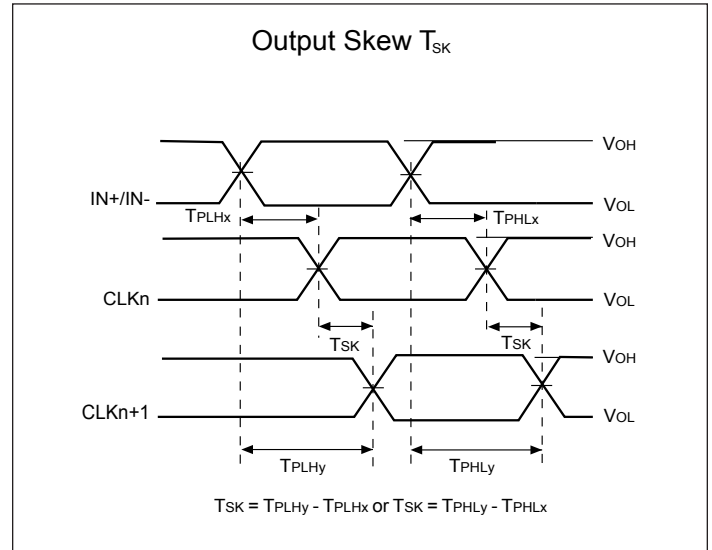 Output Skew TSK
VOH
IN+/IN-
VOL
TPLHx
TPHLx
VOH
CLKn
VOL
TSK
TSK
VOH
CLKn+1
VOL
TPLHy
TPHLy
TSK = TPLHy - TPLHx or TSK = TPHLy - TPHLx